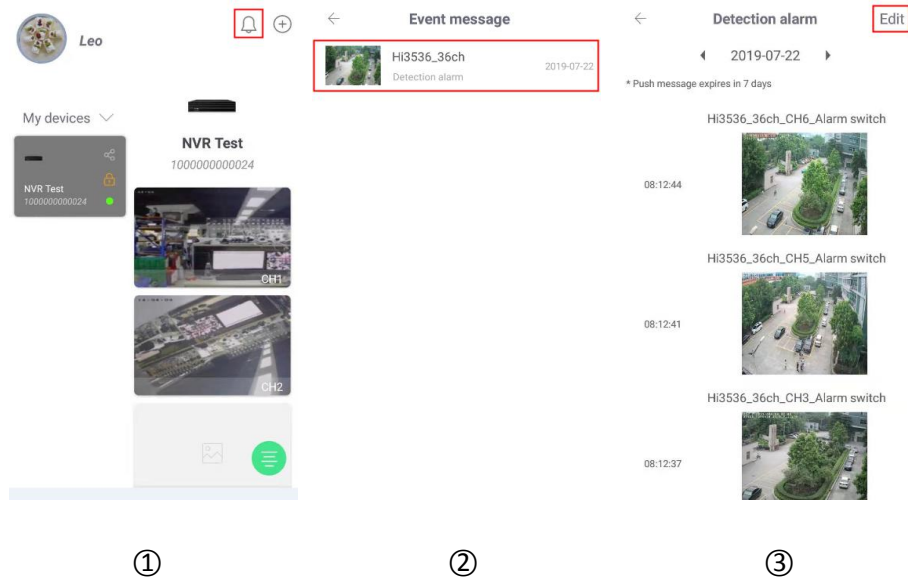 Leo
My devices
NVR Test
1000000000024
NVR Test
1000000000024
CH1
CH2
①
Event message
Hi3536_36ch
Detection alarm
2019-07-22
②
Detection alarm
Edit
2019-07-22
* Push message expires in 7 days
Hi3536_36ch_CH6_Alarm switch
08:12:44
Hi3536_36ch_CH5_Alarm switch
08:12:41
Hi3536_36ch_CH3_Alarm switch
08:12:37
③